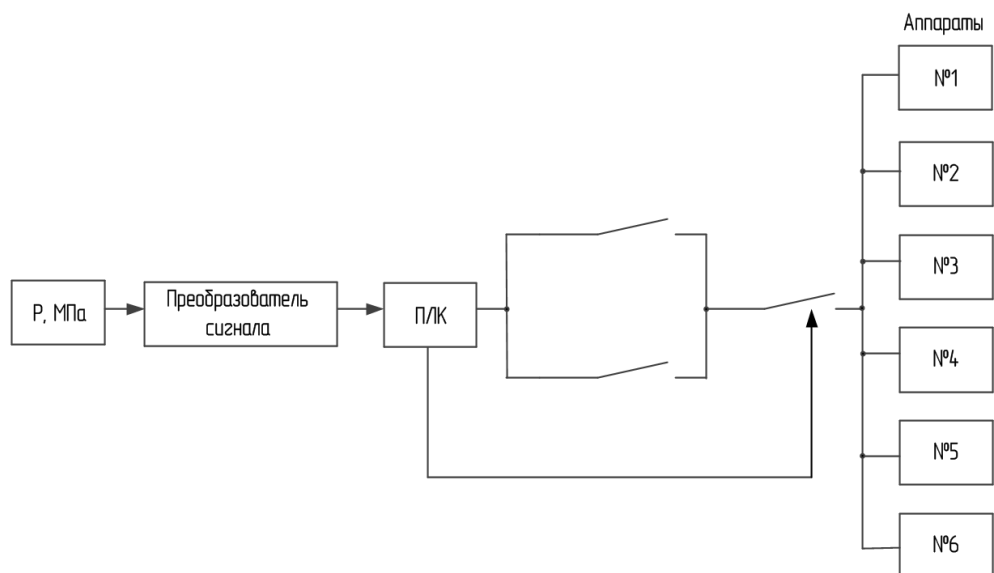 Аппараты
№1
№2
№3
Р, МПа
Преобразователь
сигнала
ПЛК
№4
№5
№6